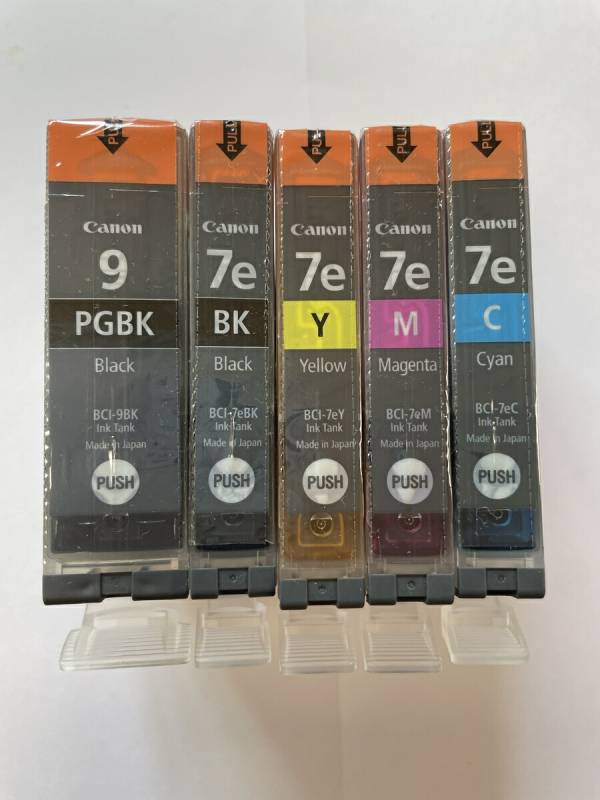 PULL
Canon
9
PGBK
Black
BCI-9BK
Ink Tank
Made in Japan
PUSH
PULL
Canon
7e
BK
Black
BCI-7eBK
Ink Tank
Made in Japan
PUSH
PULL
Canon
7e
Y
Yellow
BCI-7eY
Ink Tank
Made in Japan
PUSH
PULL
Canon
7e
M
Magenta
BCI-7eM
Ink Tank
Made in Japan
PUSH
PULL
Canon
7e
C
Cyan
BCI-7eC
Ink Tank
Made in Japan
PUSH